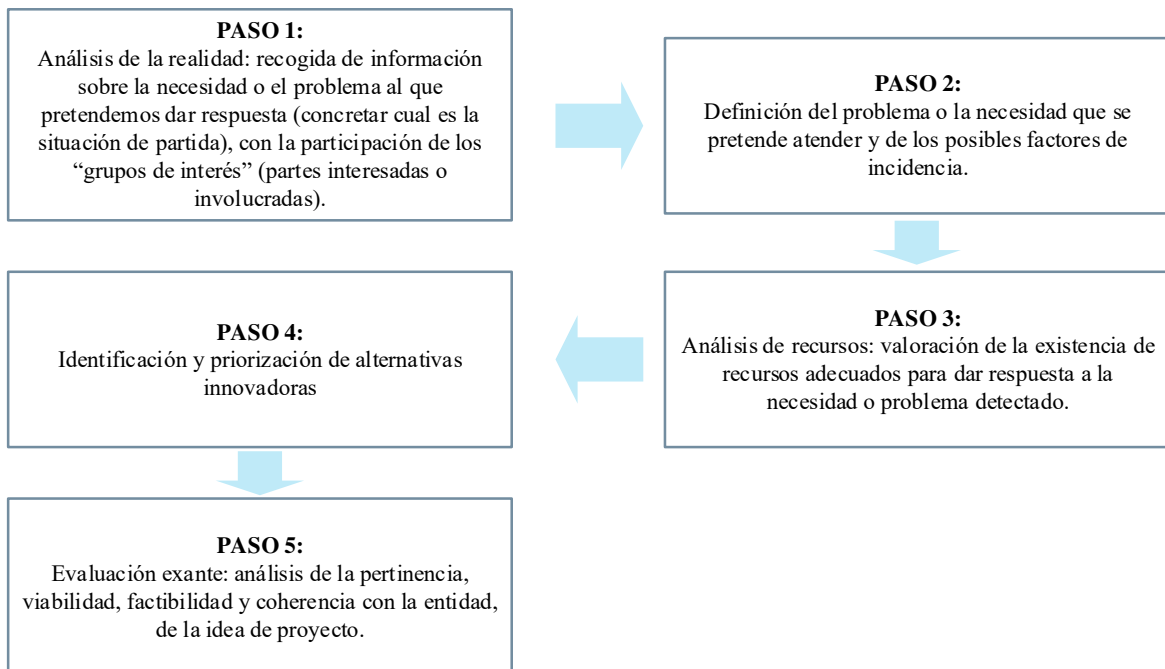 PASO 1:
Análisis de la realidad: recogida de información
sobre la necesidad o el problema al que
pretendemos dar respuesta (concretar cual es la
situación de partida), con la participación de los
“grupos de interés” (partes interesadas o
involucradas).
PASO 2:
Definición del problema o la necesidad que se
pretende atender y de los posibles factores de
incidencia.
PASO 3:
Análisis de recursos: valoración de la existencia de
recursos adecuados para dar respuesta a la
necesidad o problema detectado.
PASO 4:
Identificación y priorización de alternativas
innovadoras
PASO 5:
Evaluación exante: análisis de la pertinencia,
viabilidad, factibilidad y coherencia con la entidad,
de la idea de proyecto.